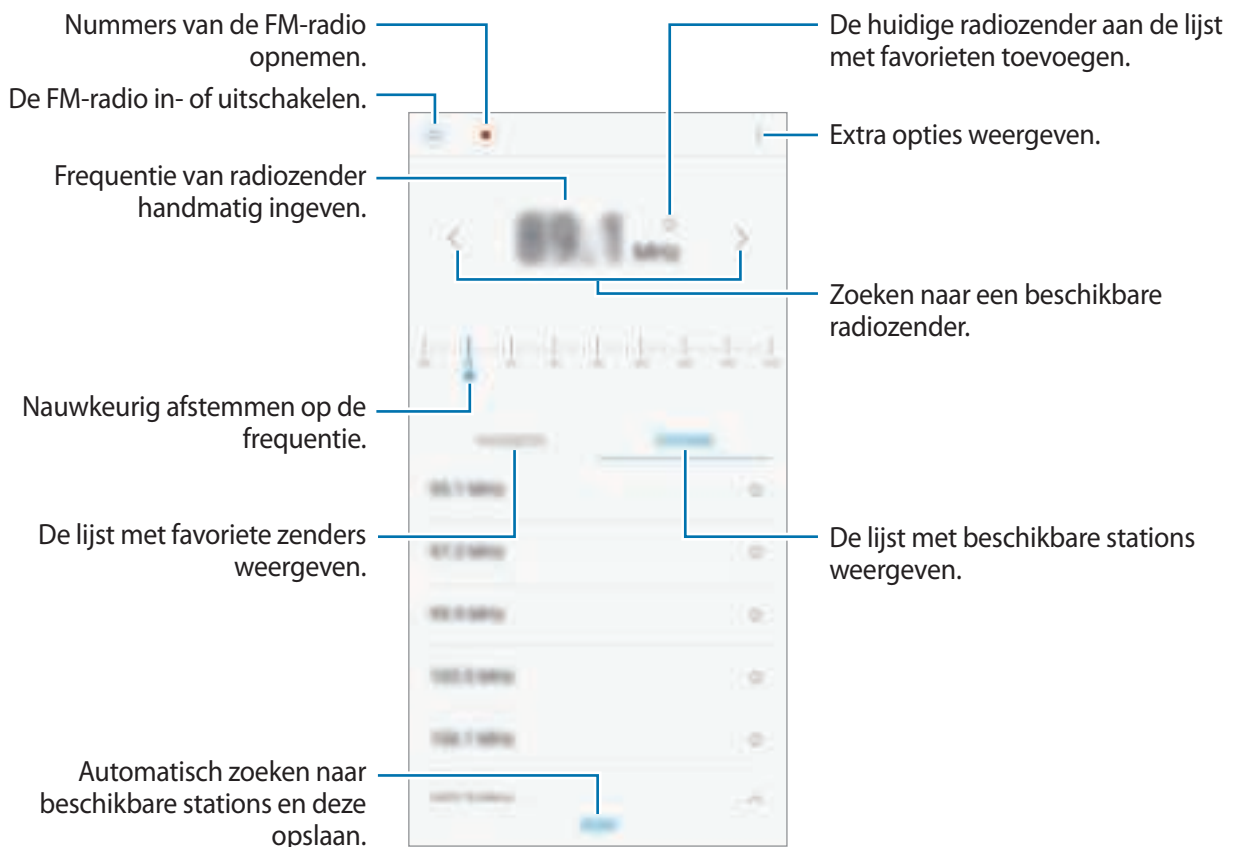 Nummers van de FM-radio
opnemen.
De FM-radio in- of uitschakelen.
Frequentie van radiozender
handmatig ingeven.
Nauwkeurig afstemmen op de
frequentie.
De lijst met favoriete zenders
weergeven.
Automatisch zoeken naar
beschikbare stations en deze
opslaan.
De huidige radiozender aan de lijst
met favorieten toevoegen.
Extra opties weergeven.
Zoeken naar een beschikbare
radiozender.
De lijst met beschikbare stations
weergeven.
89.1 MHz